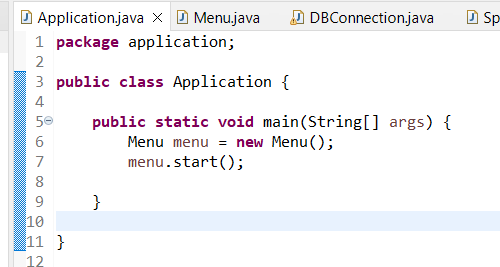 Application.java Menu.java DBConnection.java Sp
1 package application;
2
3 public class Application {
4
5 public static void main(String[] args) {
6 Menu menu = new Menu();
7 menu.start();
8
9 }
10
11 }
12